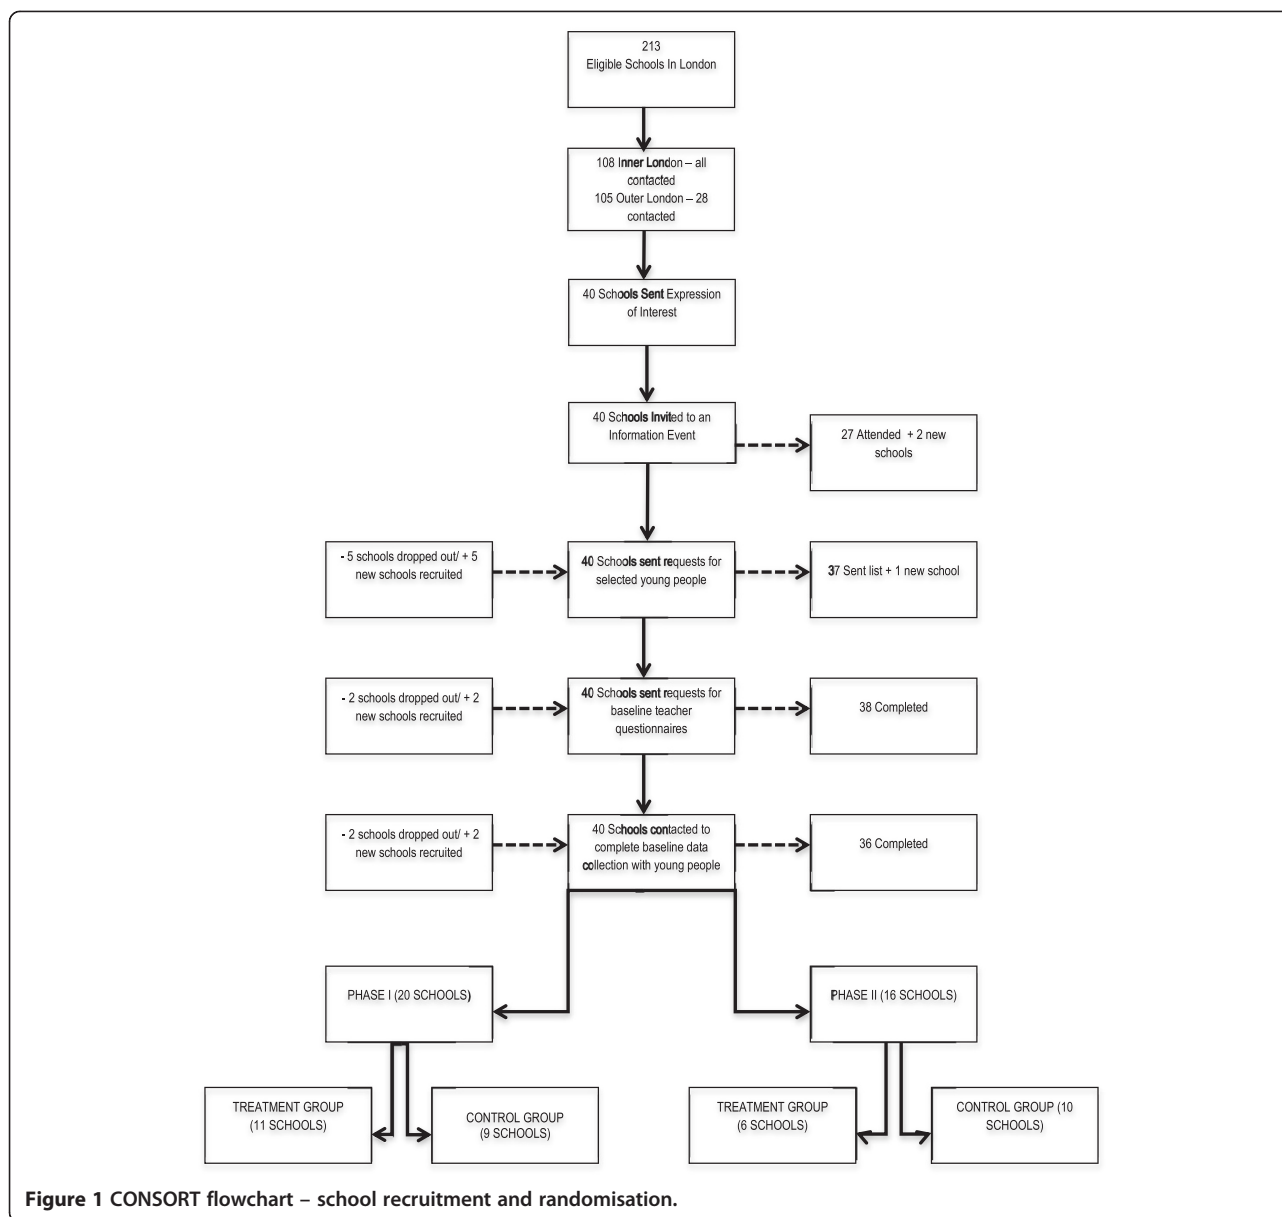 213
Eligible Schools In London
108 Inner London – all
contacted
105 Outer London – 28
contacted
40 Schools Sent Expression
of Interest
40 Schools Invited to an
Information Event
27 Attended + 2 new
schools
- 5 schools dropped out/ + 5
new schools recruited
40 Schools sent requests for
selected young people
37 Sent list + 1 new school
- 2 schools dropped out/ + 2
new schools recruited
40 Schools sent requests for
baseline teacher
questionnaires
38 Completed
- 2 schools dropped out/ + 2
new schools recruited
40 Schools contacted to
complete baseline data
collection with young people
36 Completed
PHASE I (20 SCHOOLS)
PHASE II (16 SCHOOLS)
TREATMENT GROUP
(11 SCHOOLS)
CONTROL GROUP
(9 SCHOOLS)
TREATMENT GROUP
(6 SCHOOLS)
CONTROL GROUP (10
SCHOOLS)
Figure 1 CONSORT flowchart – school recruitment and randomisation.